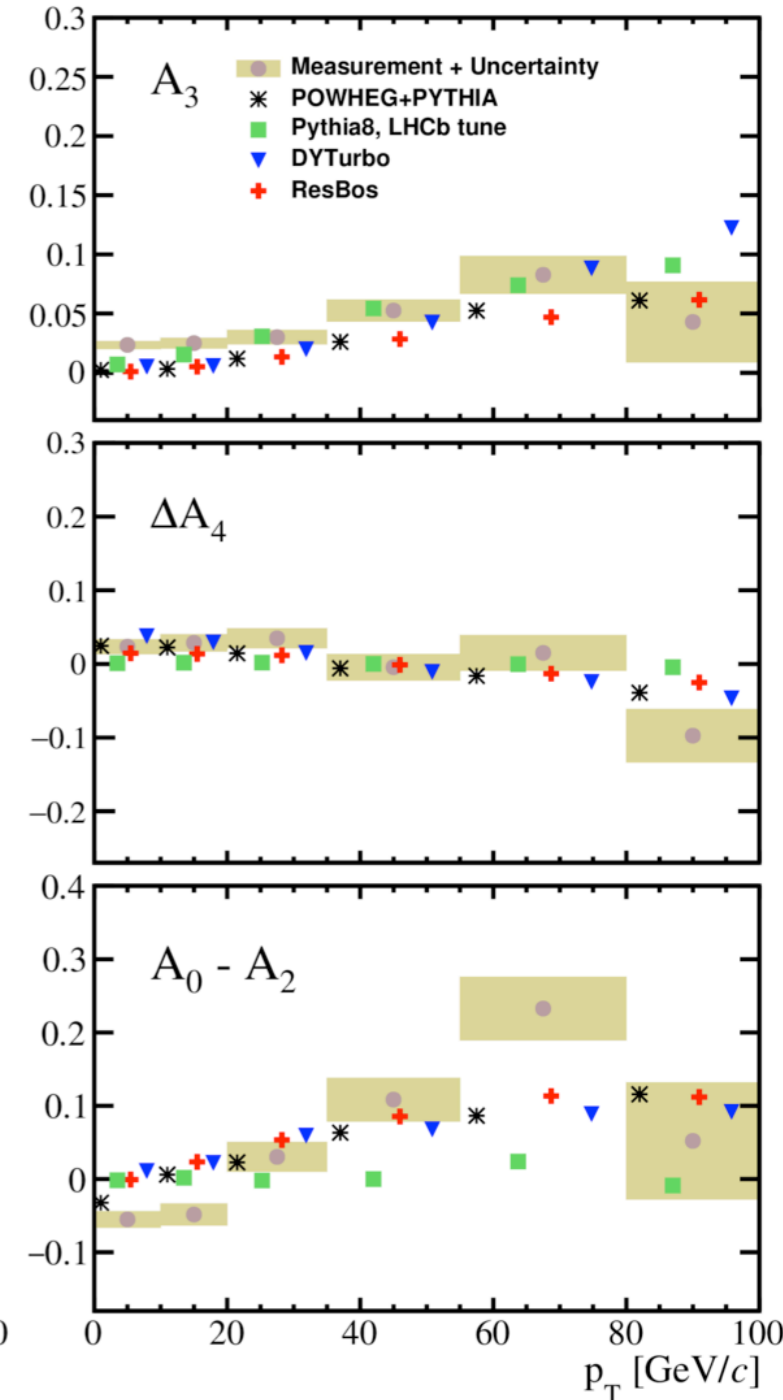 0.3
0.25
0.2
0.15
0.1
0.05
0
A3
Measurement + Uncertainty
POWHEG+PYTHIA
Pythia8, LHCb tune
DYTurbo
ResBos
0.3
0.2
0.1
0
−0.1
−0.2
ΔA4
0.4
0.3
0.2
0.1
0
−0.1
A0 - A2
0 0 20 40 60 80 100
pT [GeV/c]